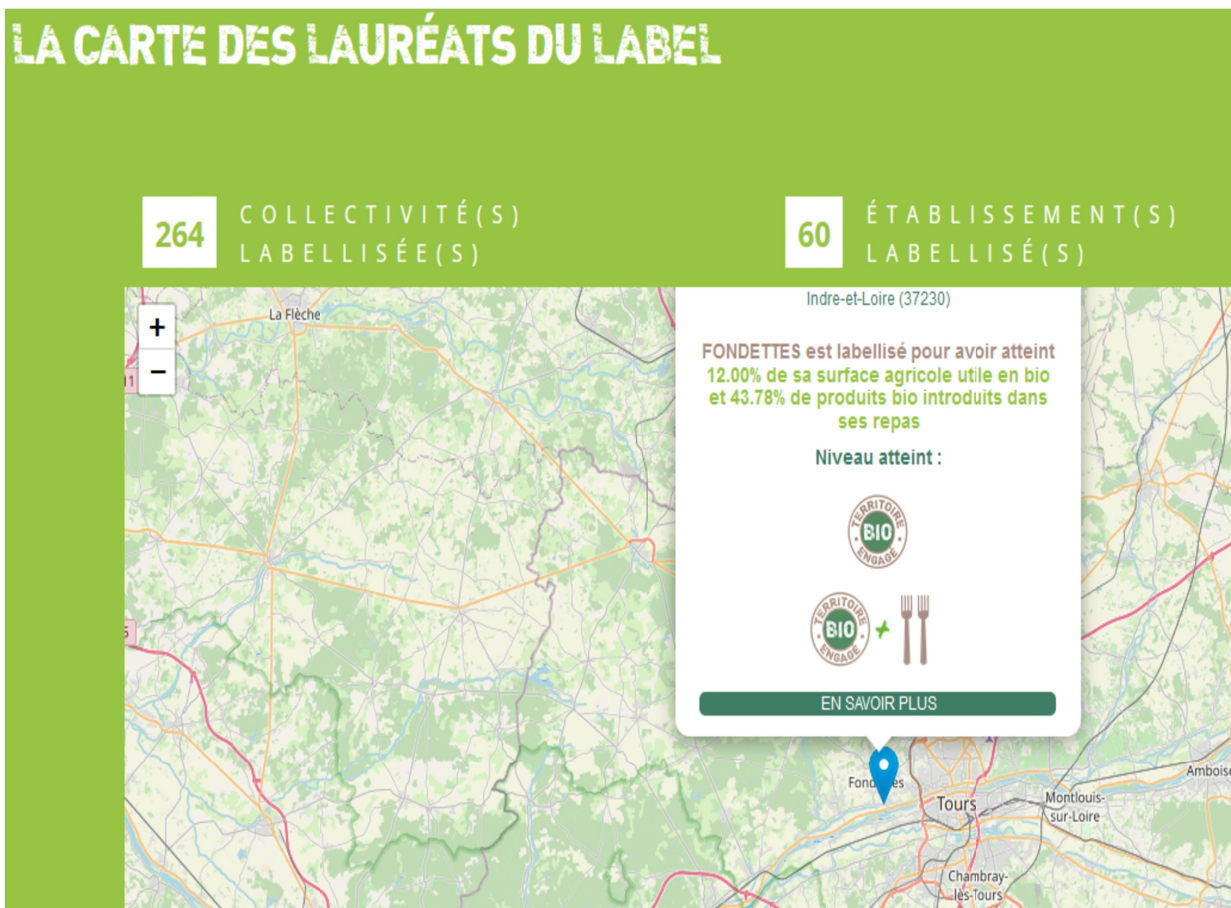 LA CARTE DES LAURÉATS DU LABEL
264
COLLECTIVITÉ(S)
LABELLISÉE(S)
60
ÉTABLISSEMENT(S)
LABELLISÉ(S)
+
−
La Flèche
Indre-et-Loire (37230)
FONDETTES est labellisé pour avoir atteint
12.00% de sa surface agricole utile en bio
et 43.78% de produits bio introduits dans
ses repas
Niveau atteint :
TERRITOIRE
BIO
ENGAGÉ
TERRITOIRE
BIO
ENGAGÉ
+
EN SAVOIR PLUS
Tours
Montlouis-
sur-Loire
Amboise
Chambray-
lès-Tours